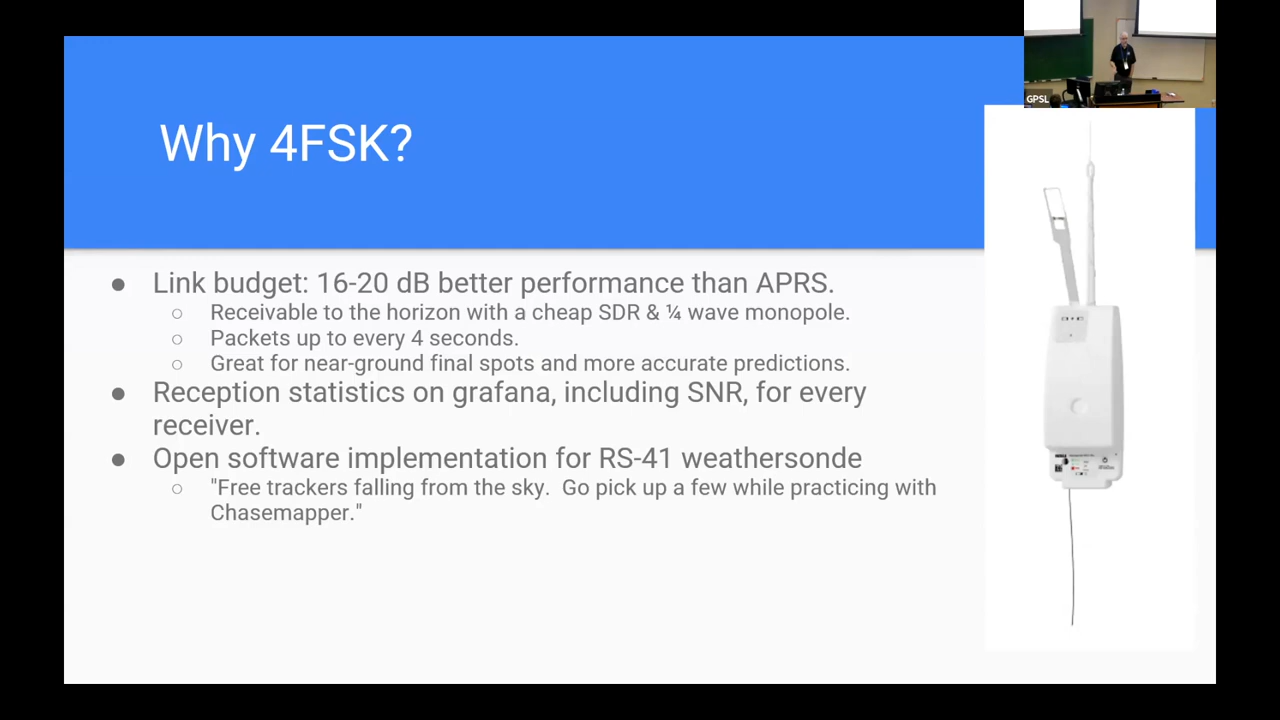 GPSL
Why 4FSK?
● Link budget: 16-20 dB better performance than APRS.
○ Receivable to the horizon with a cheap SDR & ¼ wave monopole.
○ Packets up to every 4 seconds.
○ Great for near-ground final spots and more accurate predictions.
● Reception statistics on grafana, including SNR, for every
receiver.
● Open software implementation for RS-41 weathersonde
○ "Free trackers falling from the sky.  Go pick up a few while practicing with
Chasemapper."